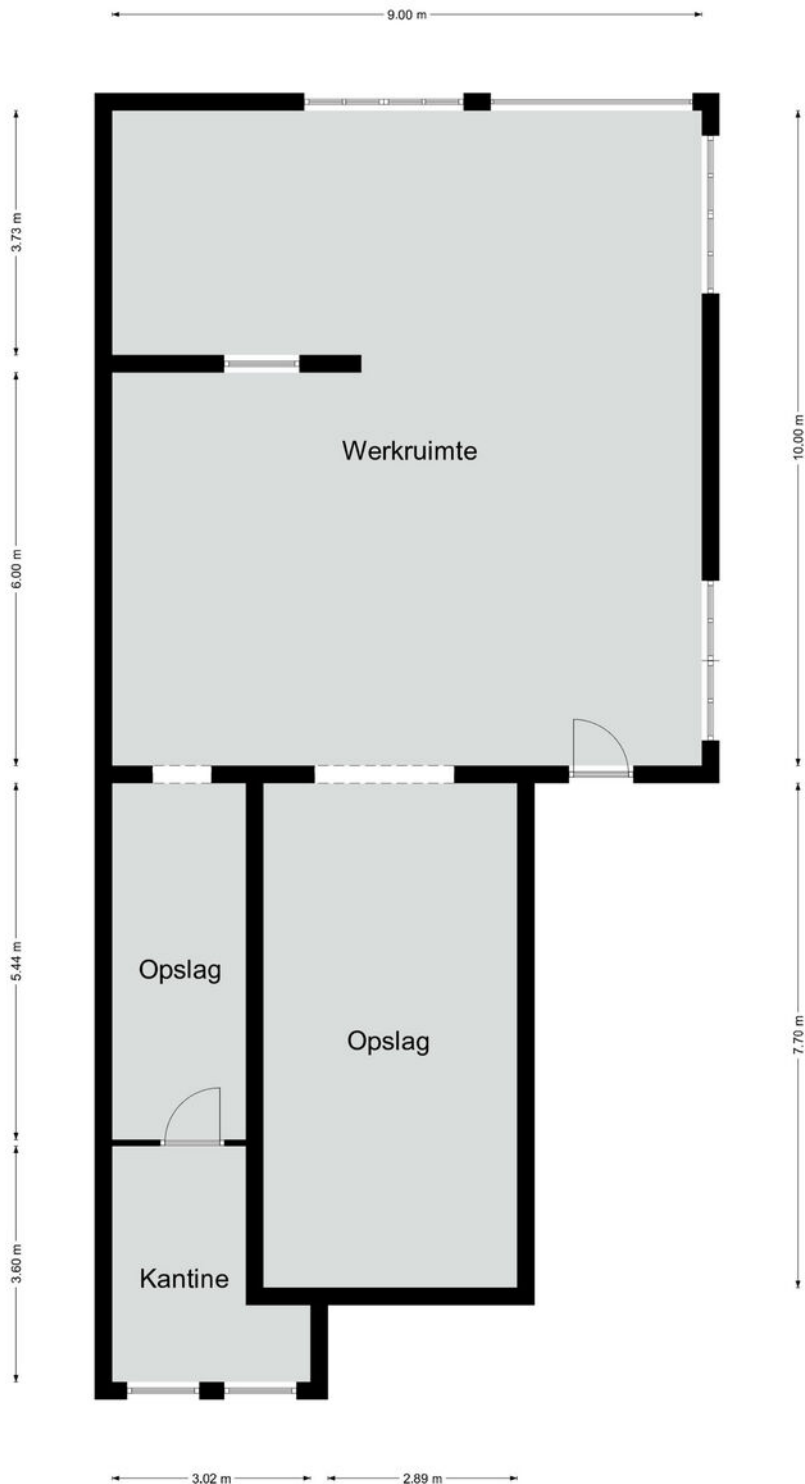 9.00 m
3.73 m
10.00 m
Werkruimte
6.00 m
Opslag
5.44 m
Opslag
7.70 m
Kantine
3.60 m
3.02 m
2.89 m